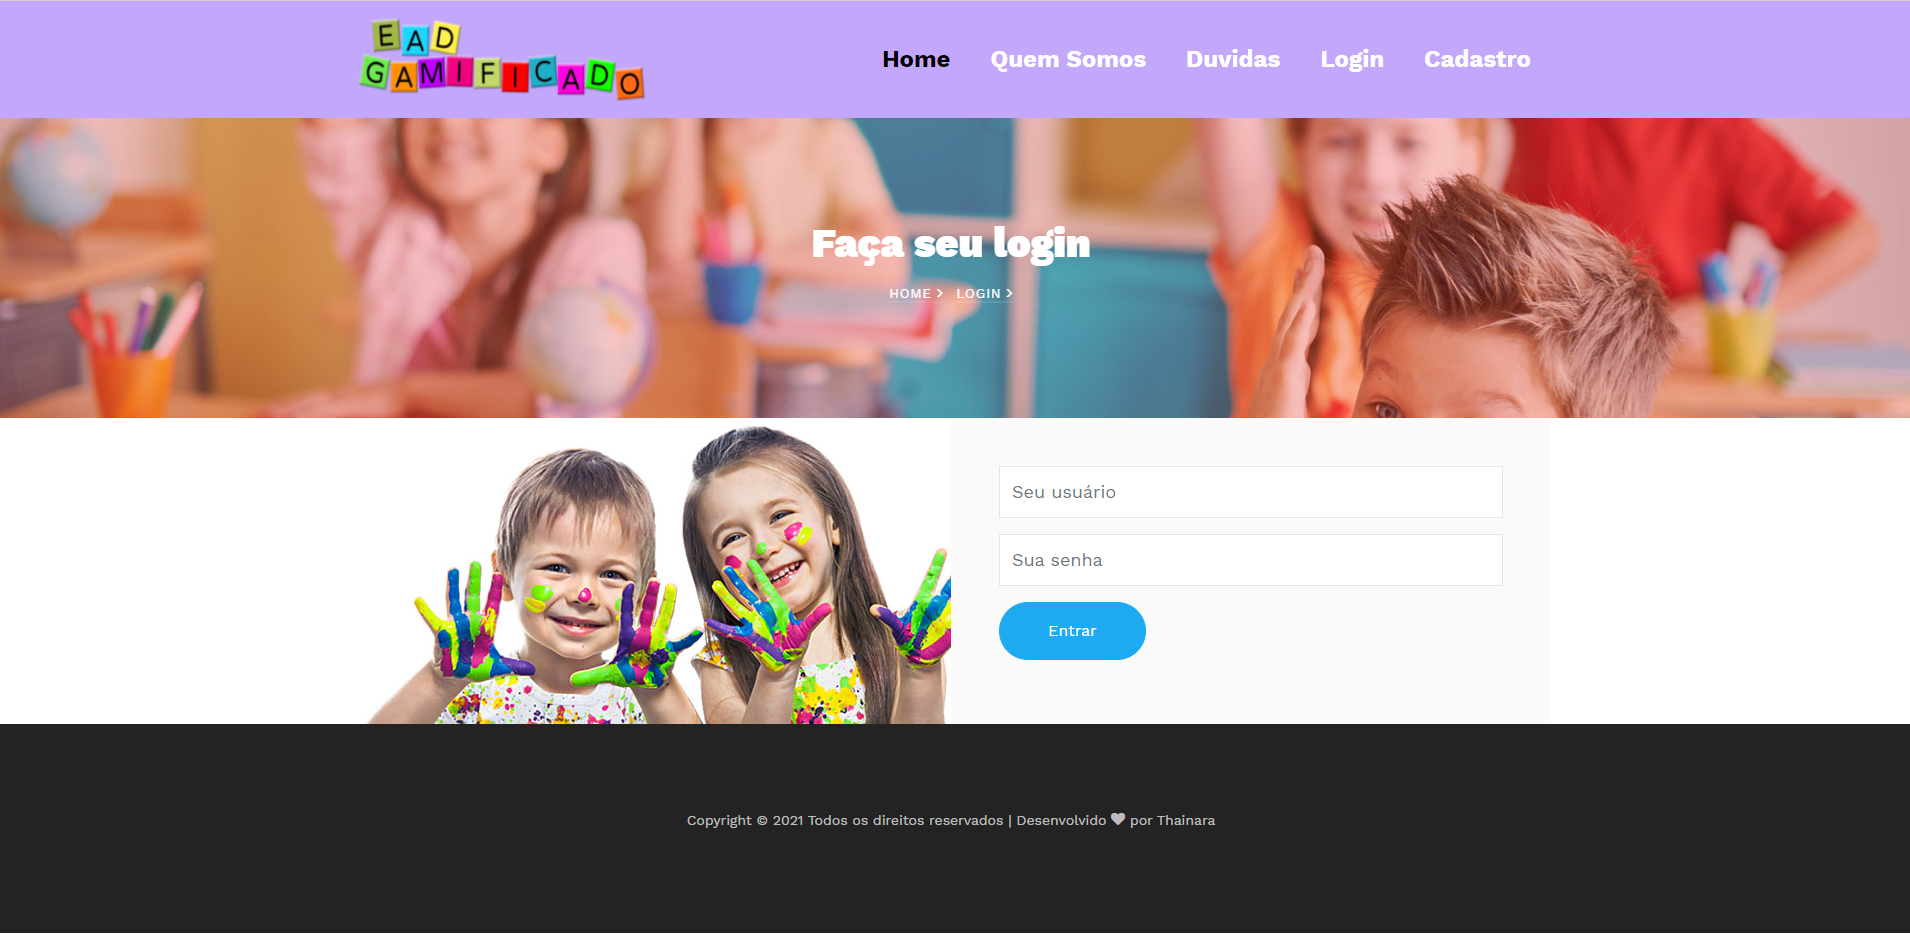 EAD
GAMIFICADO
Home Quem Somos Duvidas Login Cadastro
Faça seu login
HOME > LOGIN >
Seu usuário
Sua senha
Entrar
Copyright © 2021 Todos os direitos reservados | Desenvolvido ♥ por Thainara